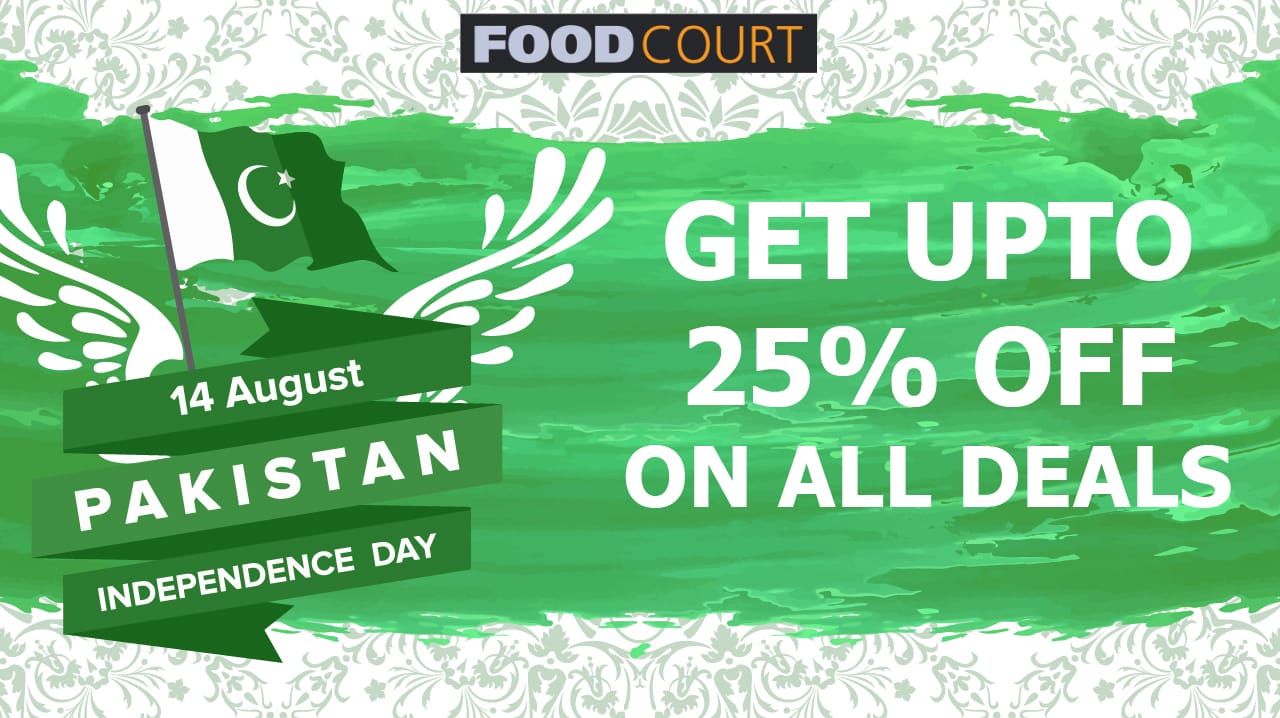 FOODCOURT
14 August
PAKISTAN
INDEPENDENCE DAY
GET UPTO
25% OFF
ON ALL DEALS